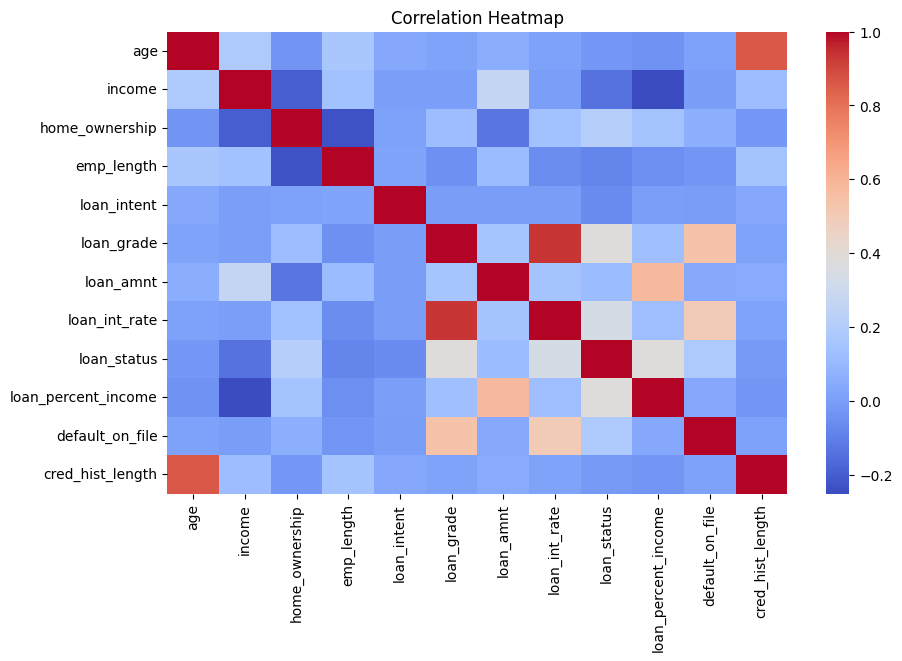 Correlation Heatmap
age
income
home_ownership
emp_length
loan_intent
loan_grade
loan_amnt
loan_int_rate
loan_status
loan_percent_income
default_on_file
cred_hist_length
age
income
home_ownership
emp_length
loan_intent
loan_grade
loan_amnt
loan_int_rate
loan_status
loan_percent_income
default_on_file
cred_hist_length
1.0
0.8
0.6
0.4
0.2
0.0
−0.2